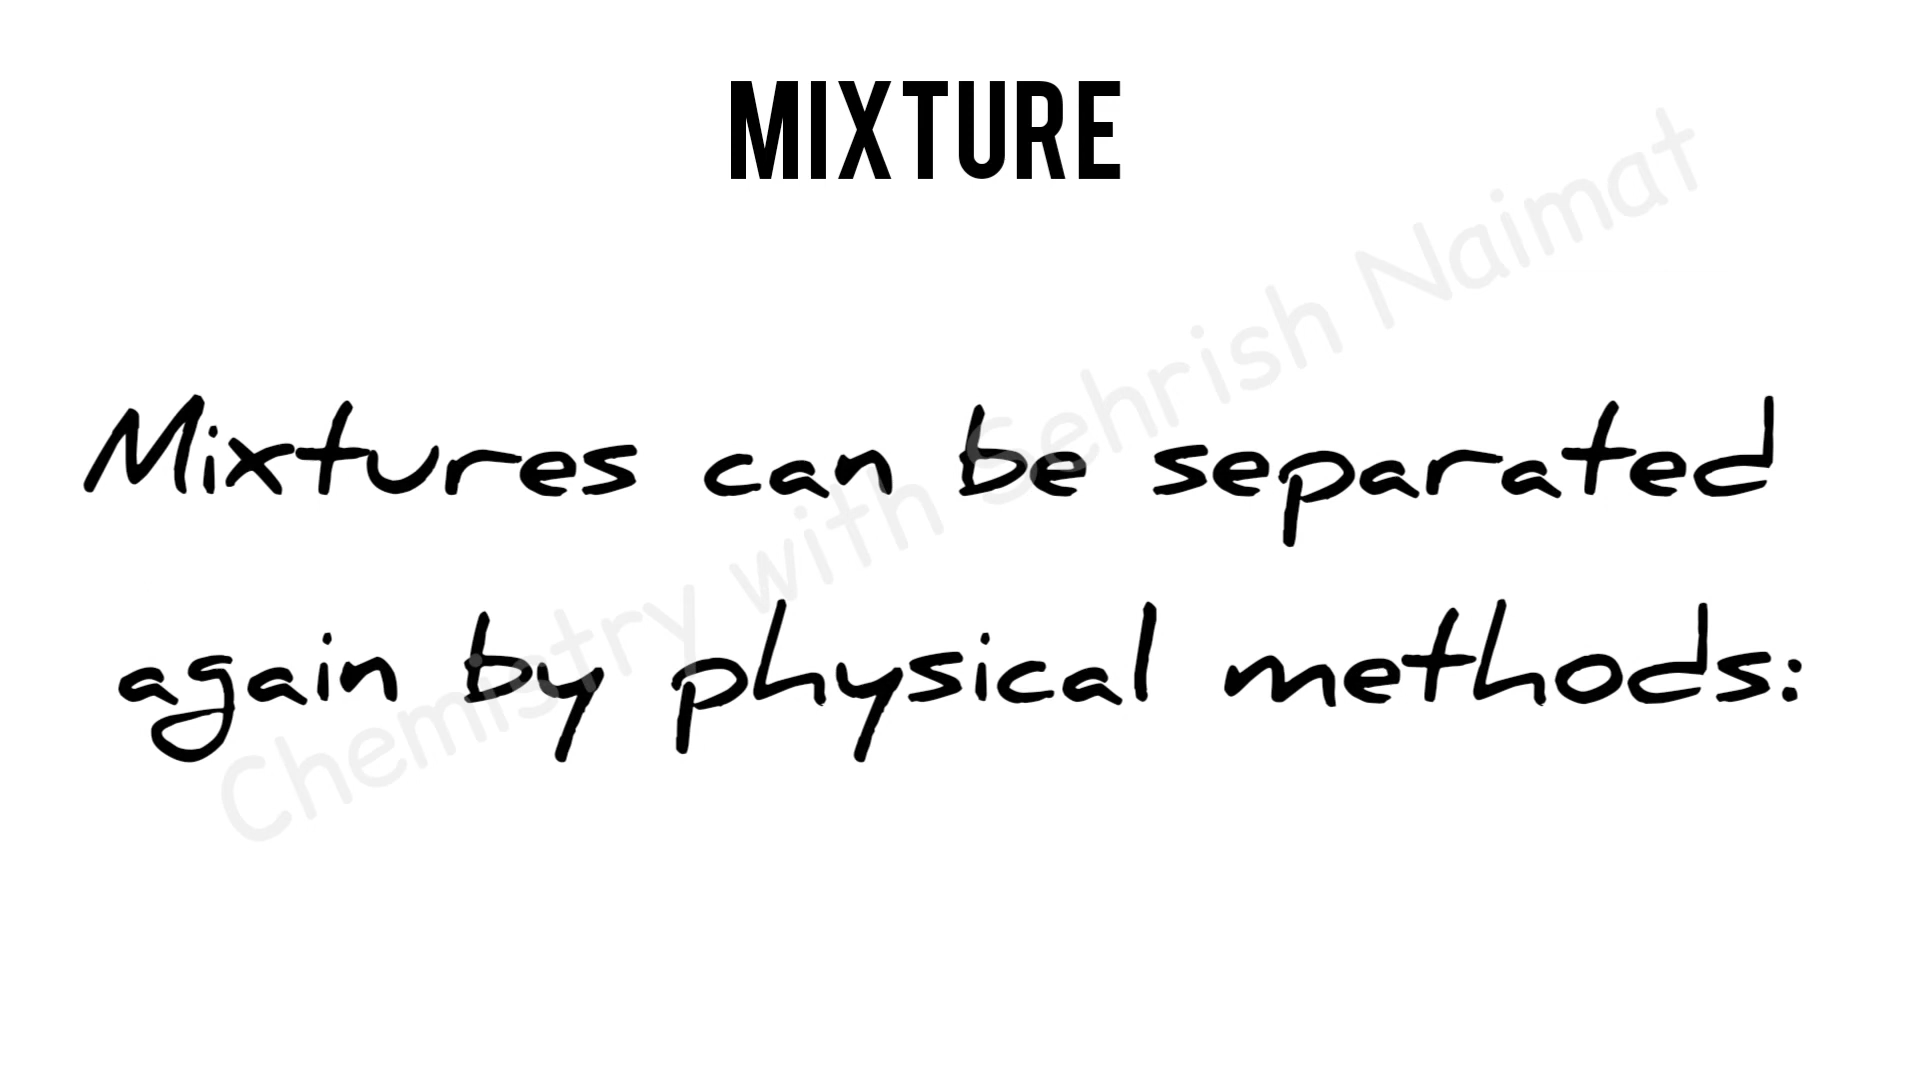 MIXTURE
Mixtures can be separated
again by physical methods:
Chemistry with Sehrish Naimat